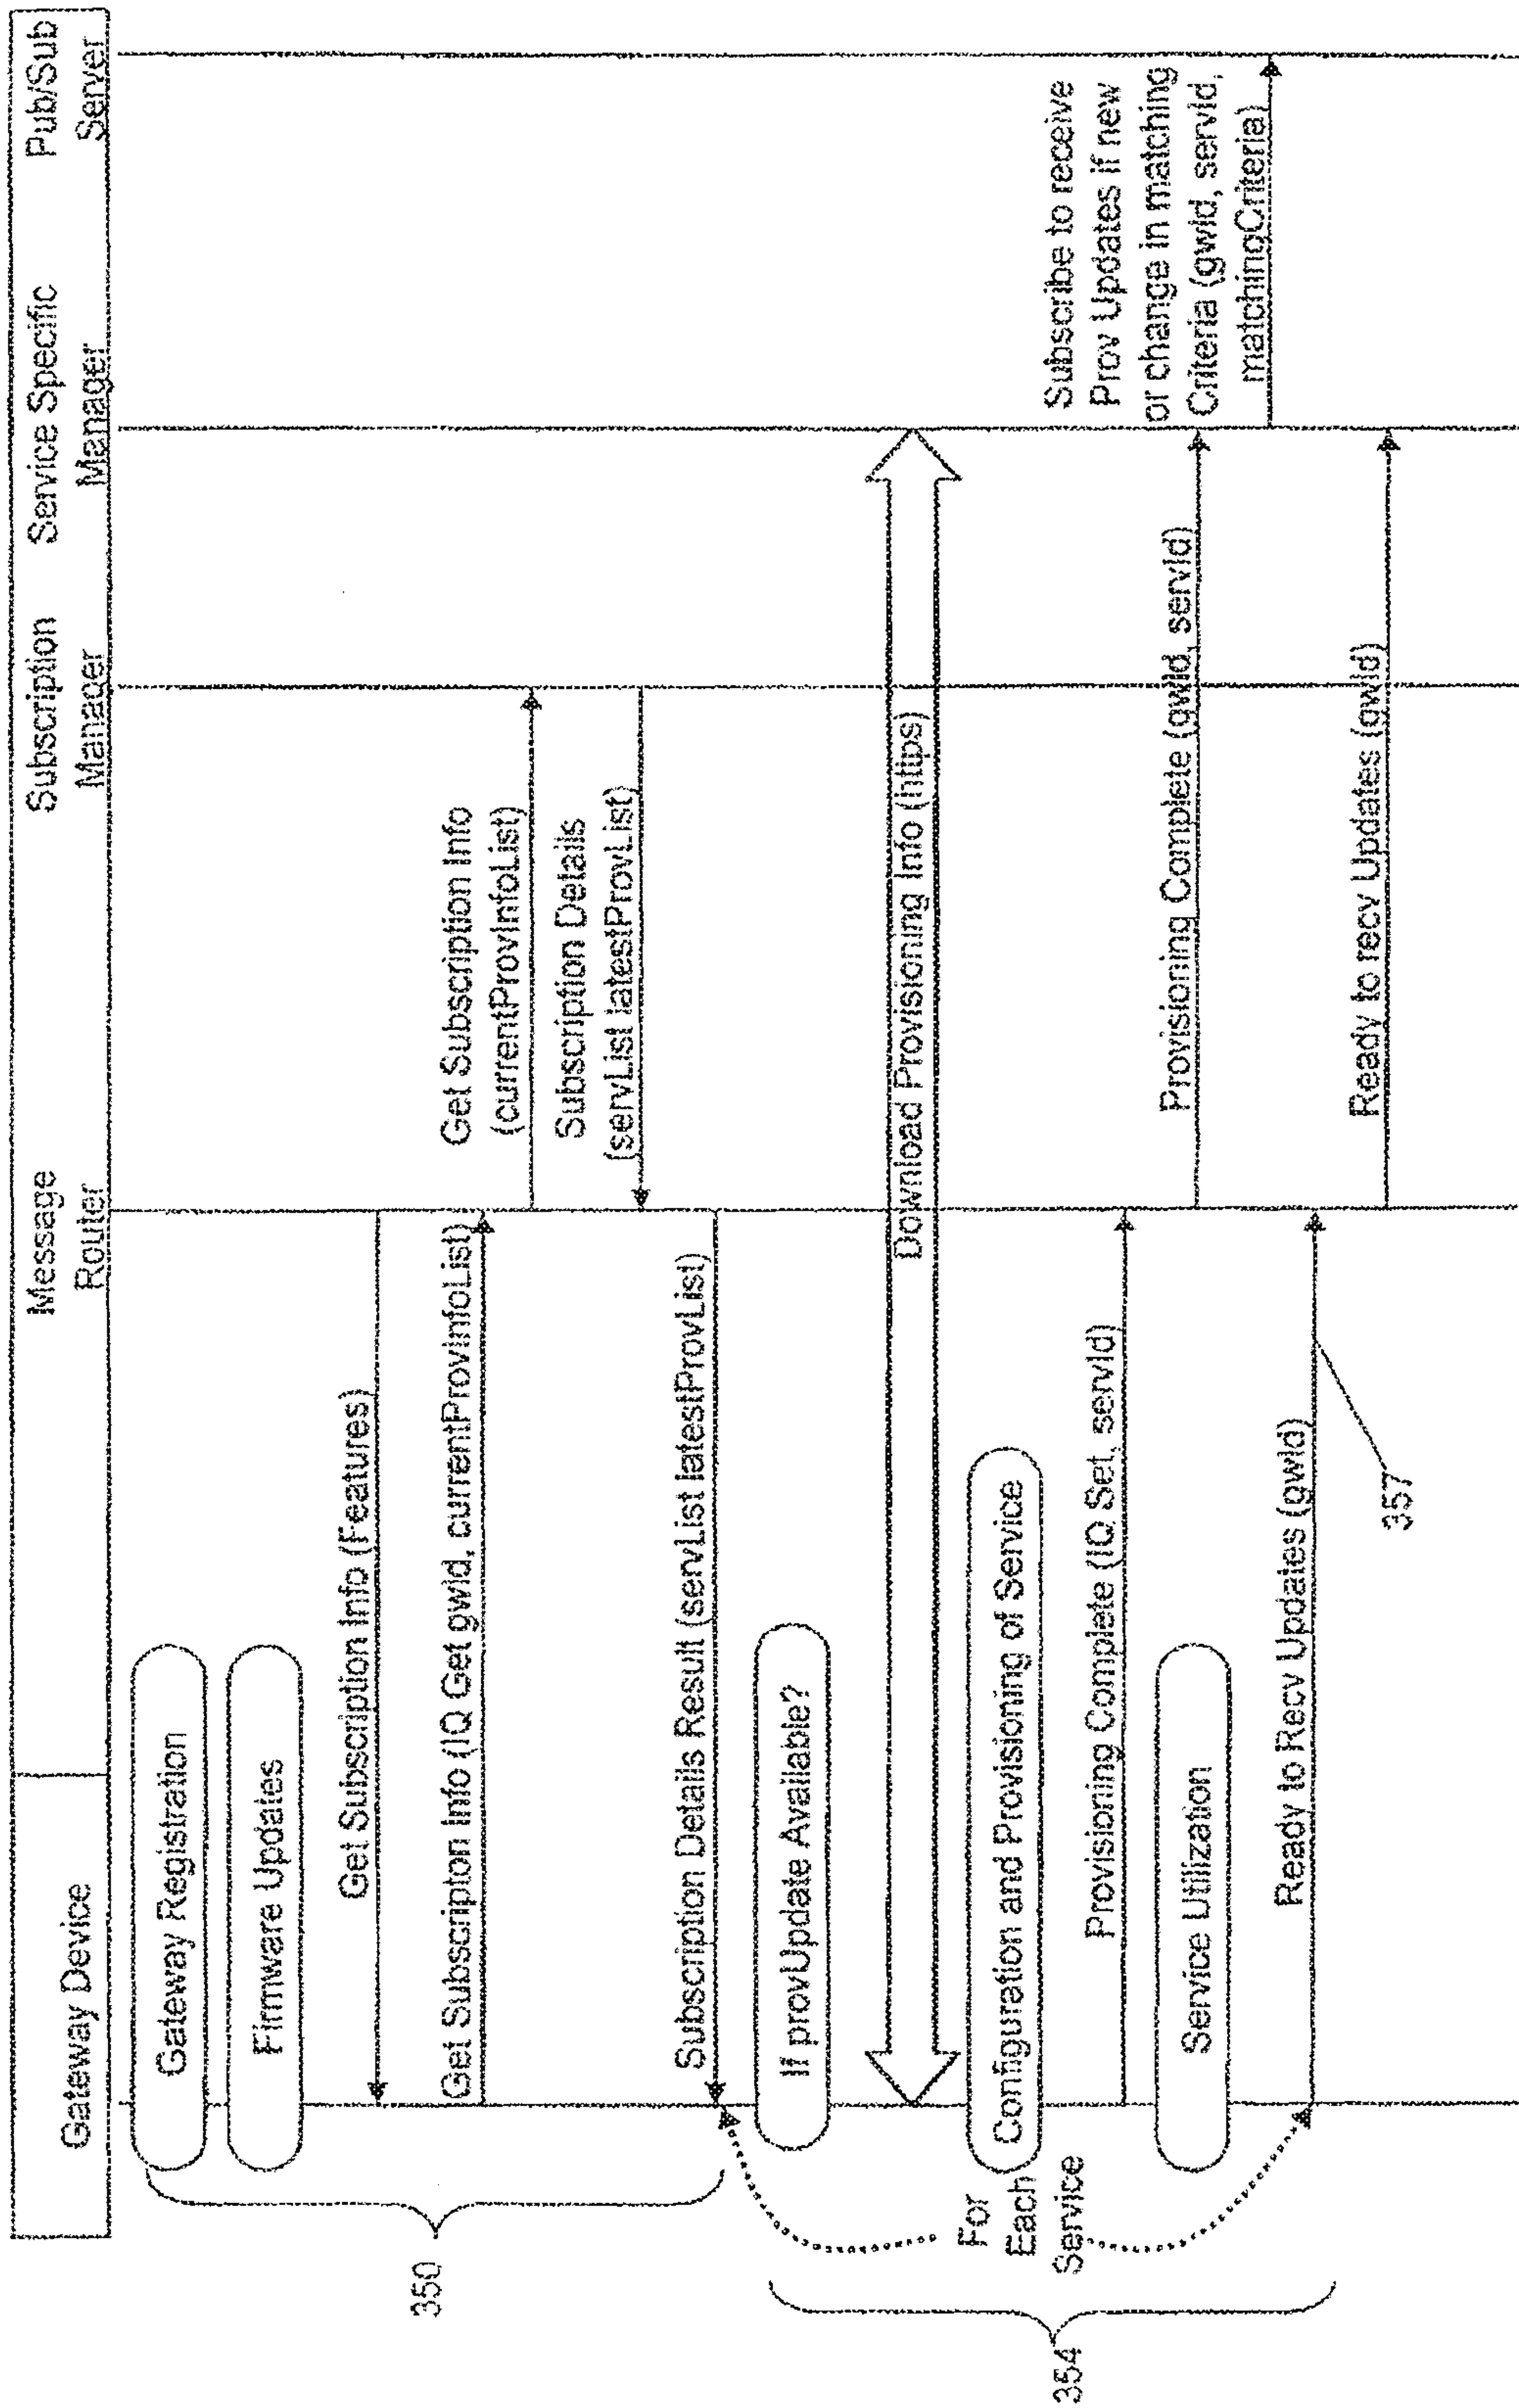 Gateway Device
Message
Router
Subscription
Manager
Service Specific
Manager
Pub/Sub
Server
Gateway Registration
Firmware Updates
Get Subscription Info (Features)
Get Subscripton Info (IQ Get gwId, currentProvInfoList)
Get Subscription Info
(currentProvInfoList)
Subscription Details
(servList latestProvList)
Subscription Details Result (servList latestProvList)
350
If provUpdate Available?
Download Provisioning Info (https)
Configuration and Provisioning of Service
For
Each
Service
Provisioning Complete (IQ Set, servId)
Provisioning Complete (gwId, servId)
Subscribe to receive
Prov Updates if new
or change in matching
Criteria (gwId, servId,
matchingCriteria)
Service Utilization
Ready to Recv Updates (gwId)
Ready to recv Updates (gwId)
354
357